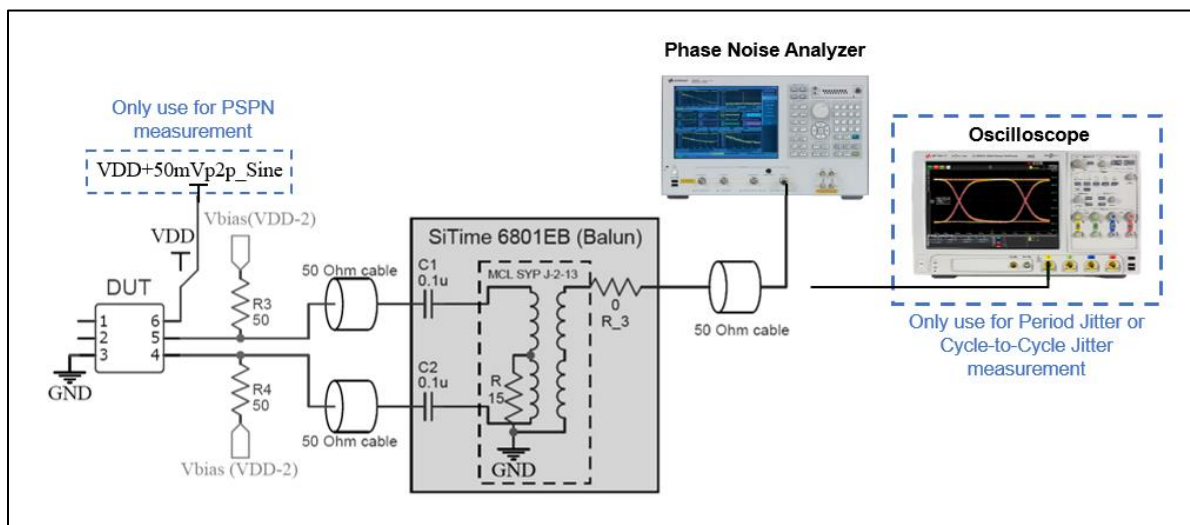 Phase Noise Analyzer
Only use for PSPN
measurement
VDD+50mVp2p_Sine
Oscilloscope
Vbias(VDD-2)
VDD
SiTime 6801EB (Balun)
50 Ohm cable
C1
0.1u
MCL SYP J-2-13
DUT
R3
50
1
2
3
6
5
4
0
R_3
50 Ohm cable
Only use for Period Jitter or
Cycle-to-Cycle Jitter
measurement
GND
R4
50
C2
0.1u
R
15
50 Ohm cable
GND
Vbias (VDD-2)